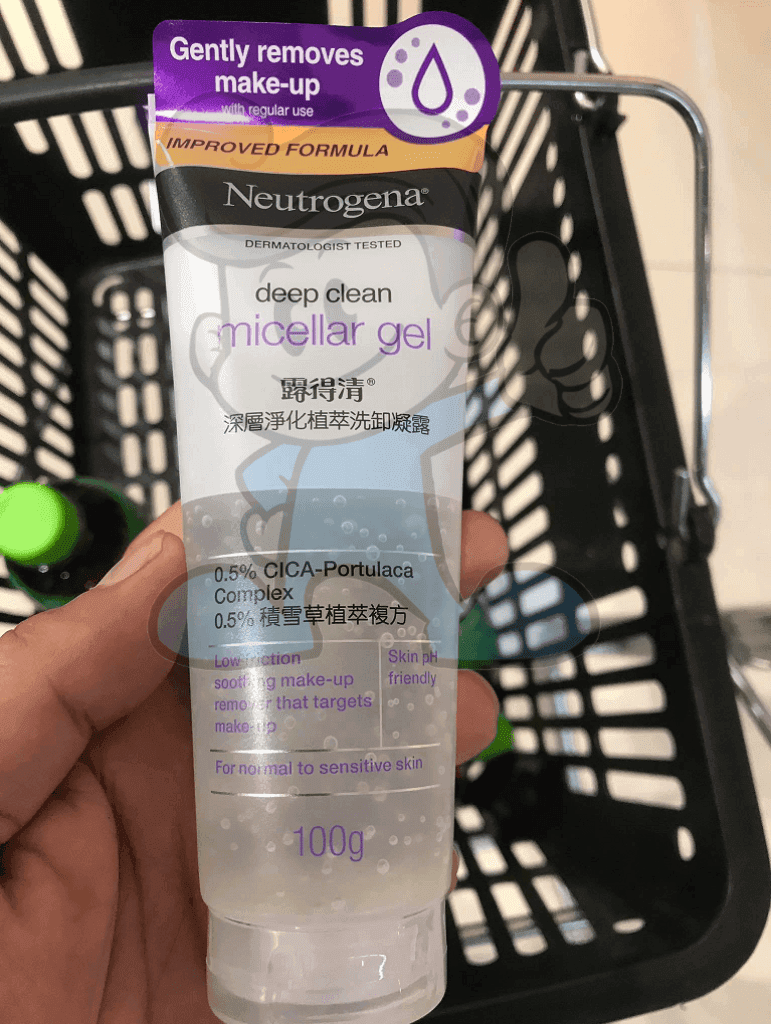 Gently removes
make-up
with regular use
IMPROVED FORMULA
Neutrogena®
DERMATOLOGIST TESTED
deep clean
micellar gel
露得清®
深層淨化植萃洗卸凝露
0.5% CICA-Portulaca
Complex
0.5% 積雪草植萃複方
Low-friction
soothing make-up
remover that targets
make-up
Skin pH
friendly
For normal to sensitive skin
100g